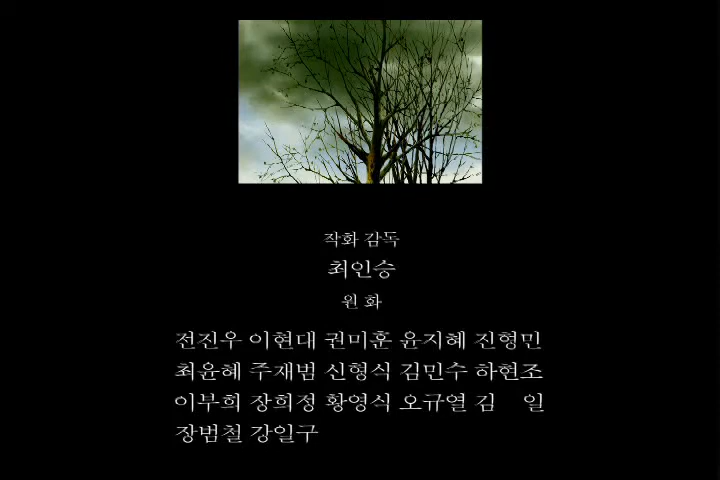 작화 감독
최인승
원 화
전진우 이현대 권미훈 윤지혜 진형민
최윤혜 주재범 신형식 김민수 하현조
이부희 장희정 황영식 오규열 김 일
장범철 강일구